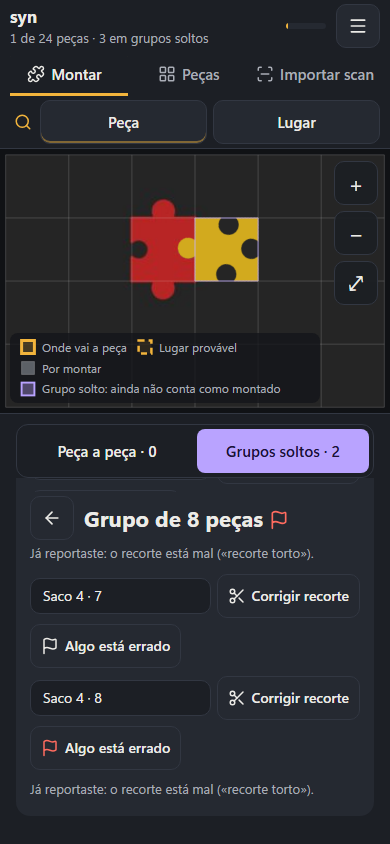 syn
1 de 24 peças · 3 em grupos soltos
Montar
Peças
Importar scan
Peça
Lugar
+
−
Onde vai a peça
Lugar provável
Por montar
Grupo solto: ainda não conta como montado
Peça a peça · 0
Grupos soltos · 2
Grupo de 8 peças
Já reportaste: o recorte está mal («recorte torto»).
Saco 4 · 7
Corrigir recorte
Algo está errado
Saco 4 · 8
Corrigir recorte
Algo está errado
Já reportaste: o recorte está mal («recorte torto»).